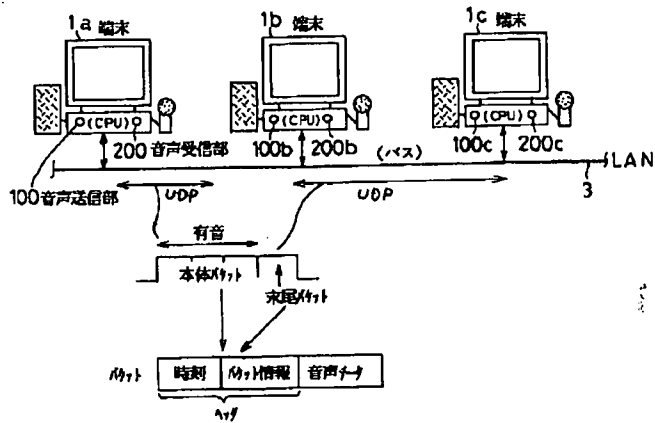 1a 端末
1b 端末
1c 端末
(CPU)
(CPU)
(CPU)
200 音声受信部
100b
200b
(バス)
100c
200c
LAN
100 音声送信部
UDP
UDP
3
有音
本体パケット
末尾パケット
パケット
時刻
パケット情報
音声データ
ヘッダ